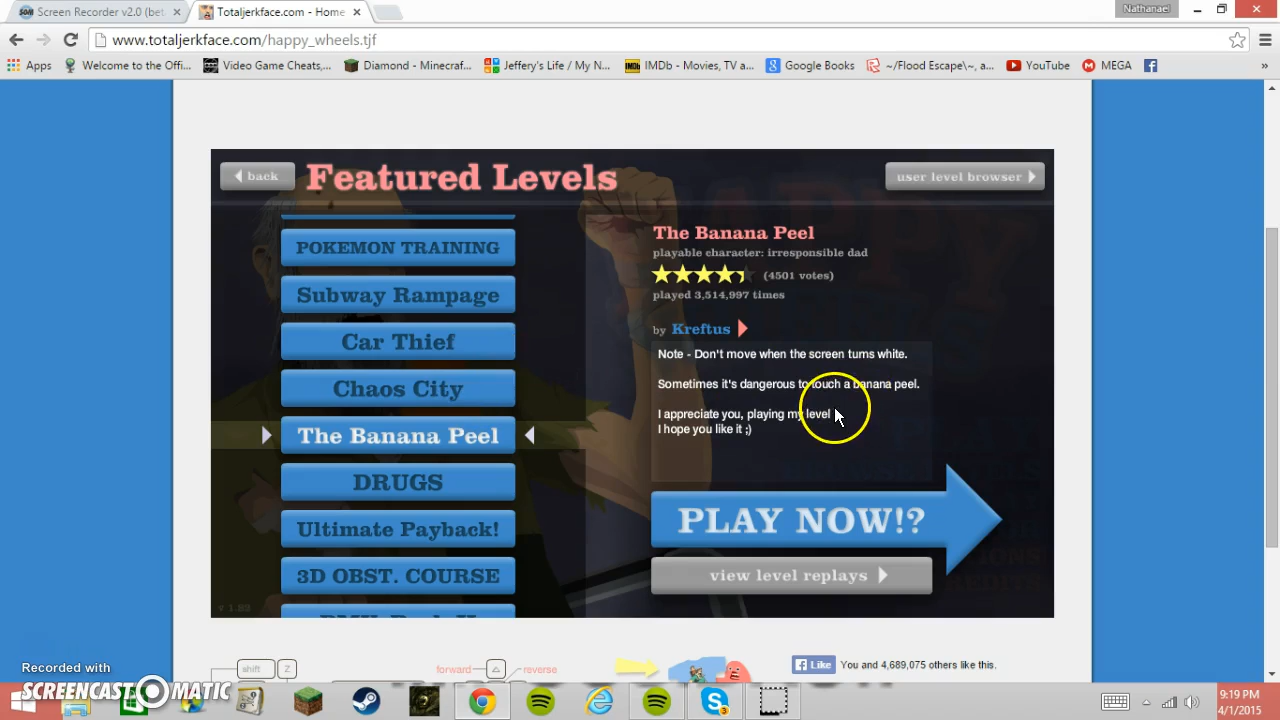 Screen Recorder v2.0 (bet
Totaljerkface.com - Home
Nathanael
www.totaljerkface.com/happy_wheels.tjf
Apps Welcome to the Offi... Video Game Cheats,... Diamond - Minecraf... Jeffery's Life / My N... IMDb - Movies, TV a... Google Books ~/Flood Escape\~, a... YouTube MEGA »
back
Featured Levels
user level browser
POKEMON TRAINING
Subway Rampage
Car Thief
Chaos City
The Banana Peel
DRUGS
Ultimate Payback!
3D OBST. COURSE
The Banana Peel
playable character: irresponsible dad
(4501 votes)
played 3,514,997 times
by Kreftus
Note - Don't move when the screen turns white.
Sometimes it's dangerous to touch a banana peel.
I appreciate you, playing my level
I hope you like it ;)
PLAY NOW!?
view level replays
shift Z
forward
reverse
Like You and 4,689,075 others like this.
Recorded with
SCREENCAST MATIC
9:19 PM
4/1/2015